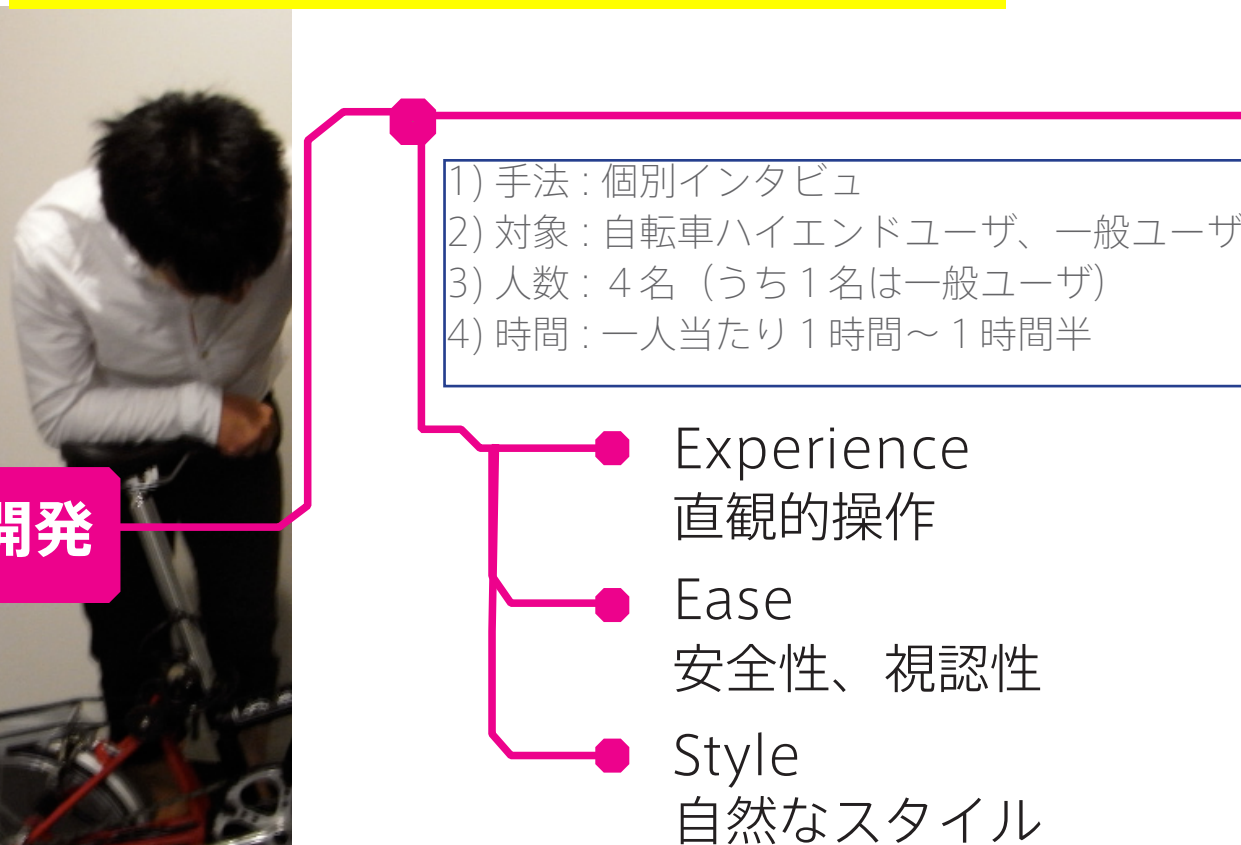 1) 手法 : 個別インタビュ
2) 対象 : 自転車ハイエンドユーザ、一般ユーザ
3) 人数 : ４名（うち１名は一般ユーザ）
4) 時間 : 一人当たり１時間〜１時間半
Experience
直観的操作
開発
Ease
安全性、視認性
Style
自然なスタイル